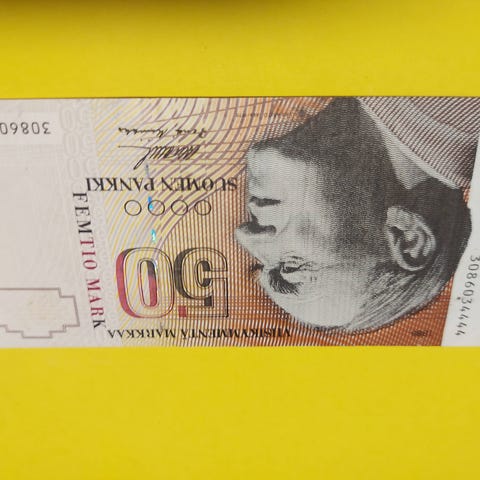 VIISIKYMMENTÄ MARKKAA
50
FEMTIO MARK
SUOMEN PANKKI
3086034444
30860